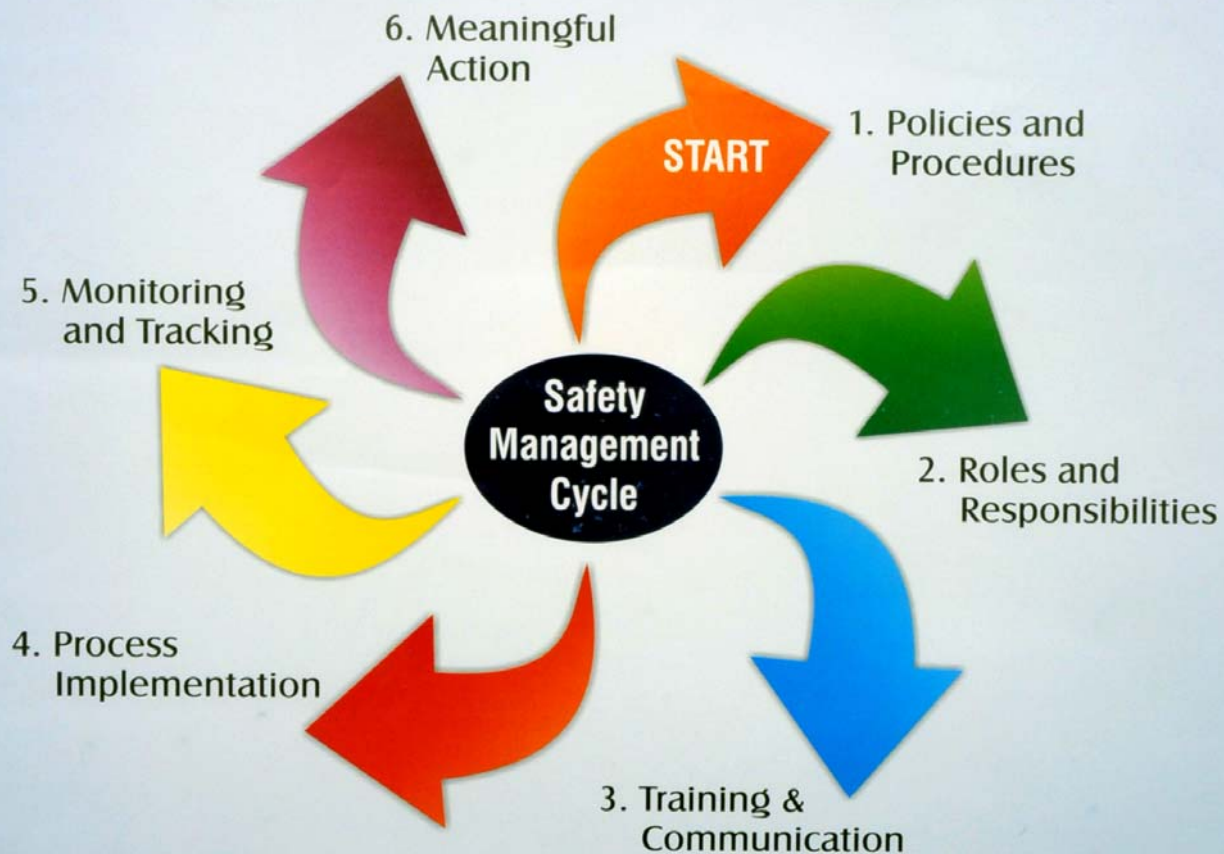 START
1. Policies and
Procedures
2. Roles and
Responsibilities
3. Training &
Communication
4. Process
Implementation
5. Monitoring
and Tracking
6. Meaningful
Action
Safety
Management
Cycle